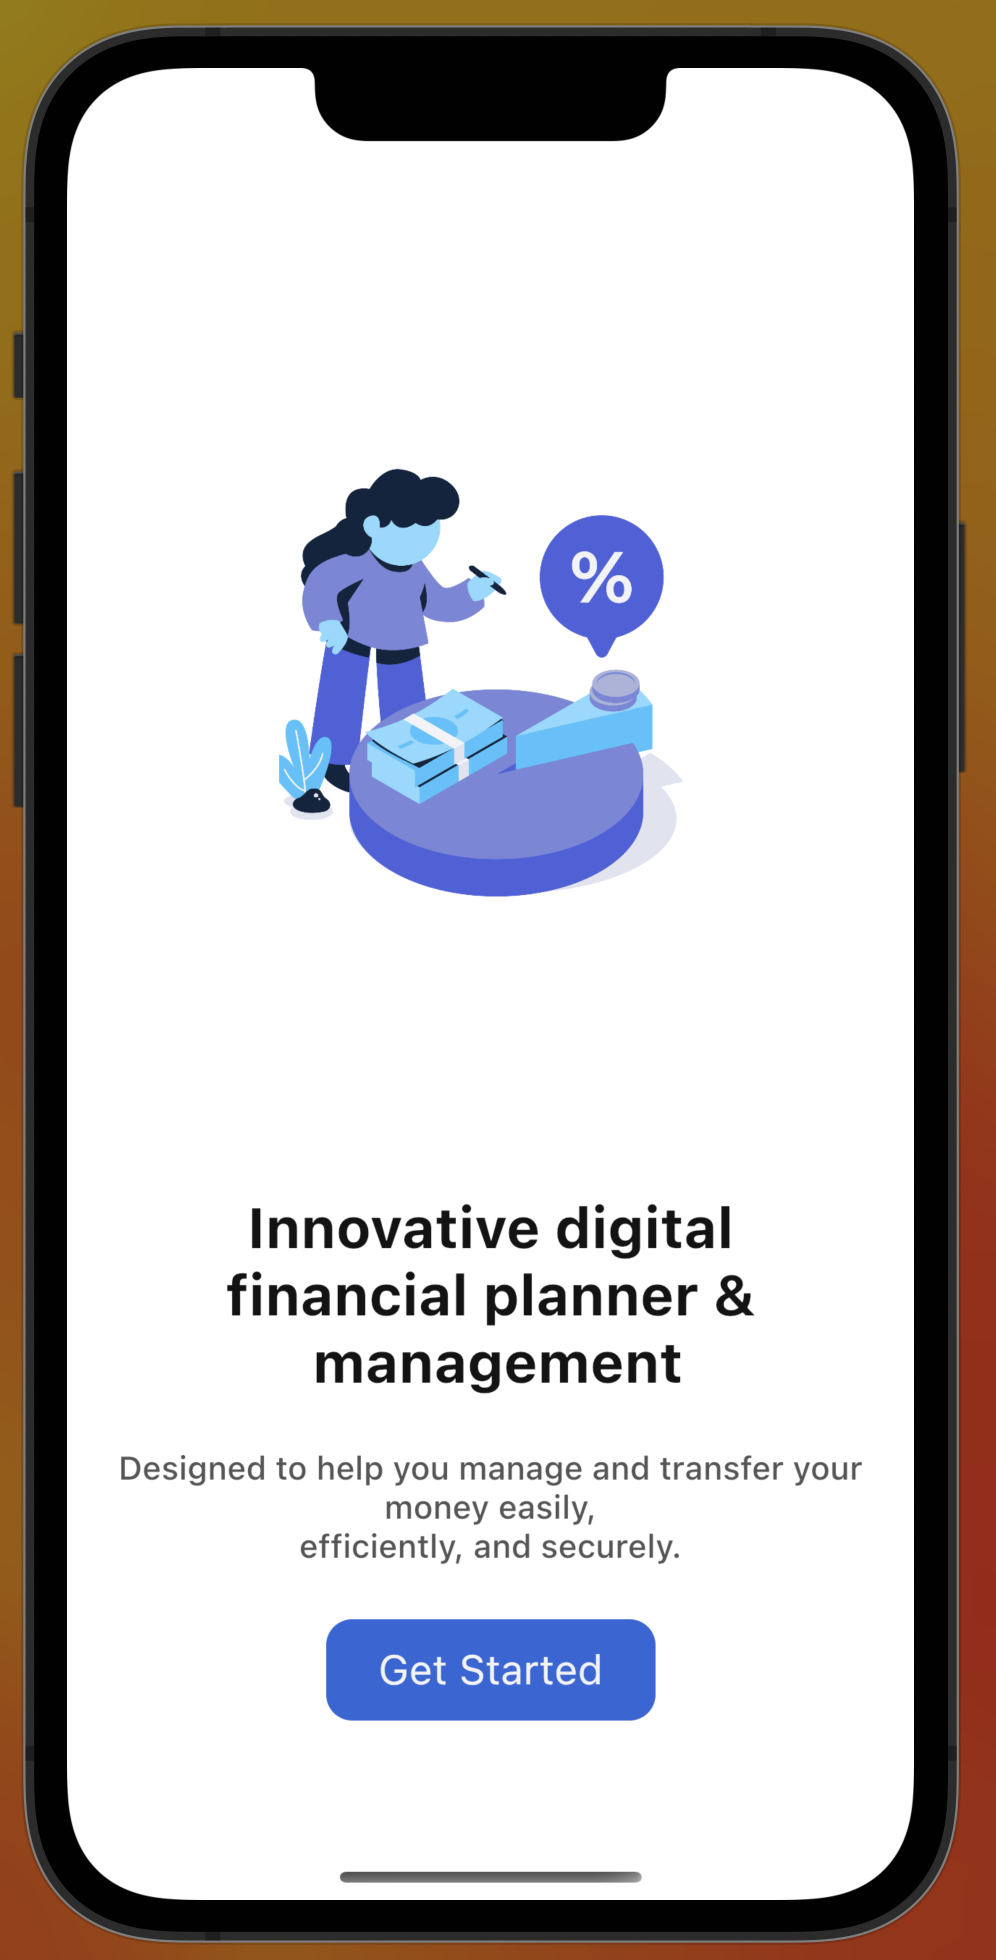 %
Innovative digital
financial planner &
management
Designed to help you manage and transfer your
money easily,
efficiently, and securely.
Get Started